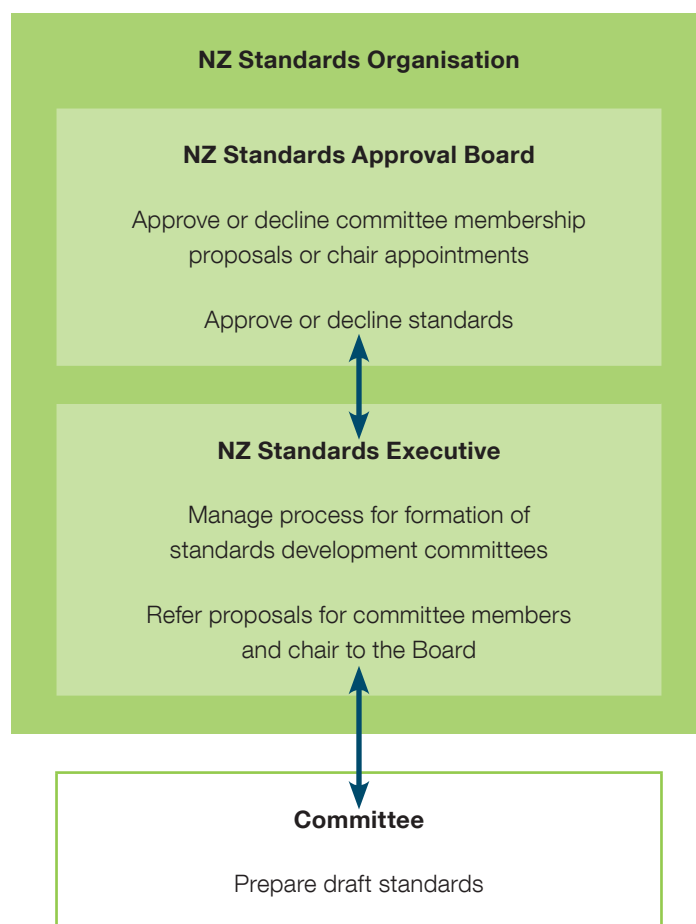 NZ Standards Organisation
NZ Standards Approval Board
Approve or decline committee membership
proposals or chair appointments
Approve or decline standards
NZ Standards Executive
Manage process for formation of
standards development committees
Refer proposals for committee members
and chair to the Board
Committee
Prepare draft standards